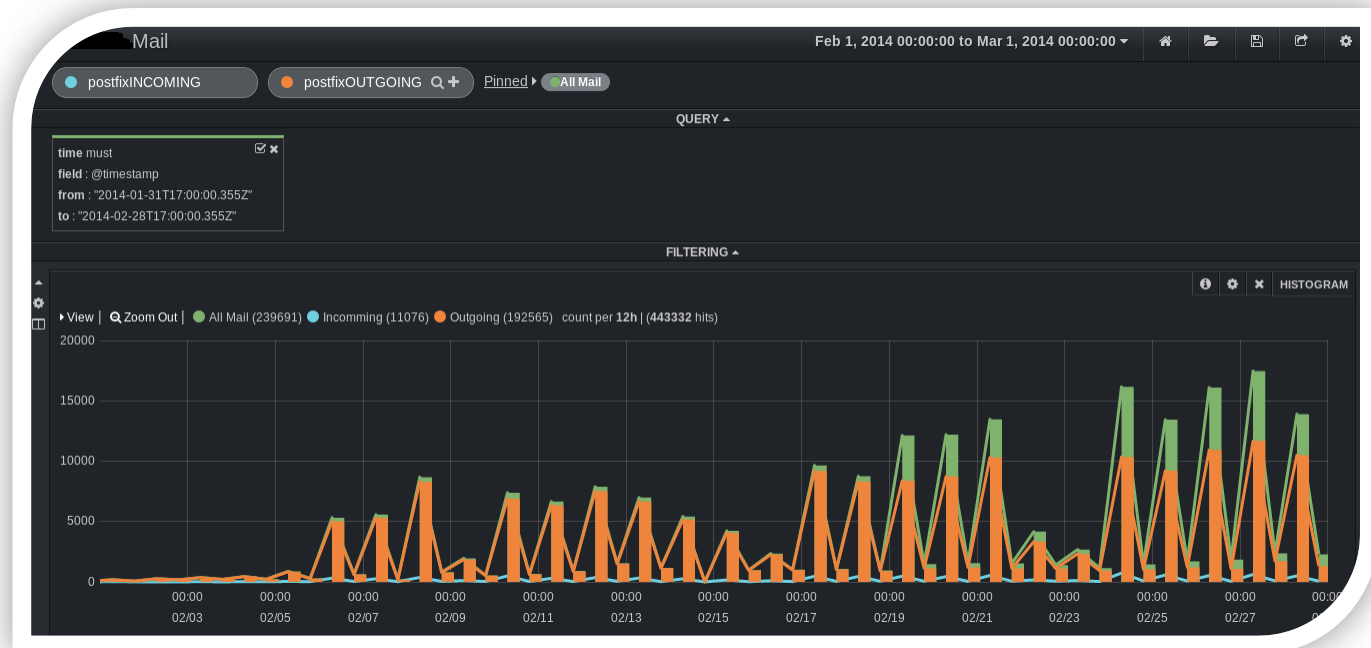 Mail
Feb 1, 2014 00:00:00 to Mar 1, 2014 00:00:00
postfixINCOMING
postfixOUTGOING
Pinned
All Mail
QUERY
time must
field : @timestamp
from : "2014-01-31T17:00:00.355Z"
to : "2014-02-28T17:00:00.355Z"
FILTERING
HISTOGRAM
View | Zoom Out | All Mail (239691) Incomming (11076) Outgoing (192565) count per 12h | (443332 hits)
20000
15000
10000
5000
0
00:00 00:00 00:00 00:00 00:00 00:00 00:00 00:00 00:00 00:00 00:00 00:00 00:00 00:0
02/03 02/05 02/07 02/09 02/11 02/13 02/15 02/17 02/19 02/21 02/23 02/25 02/27